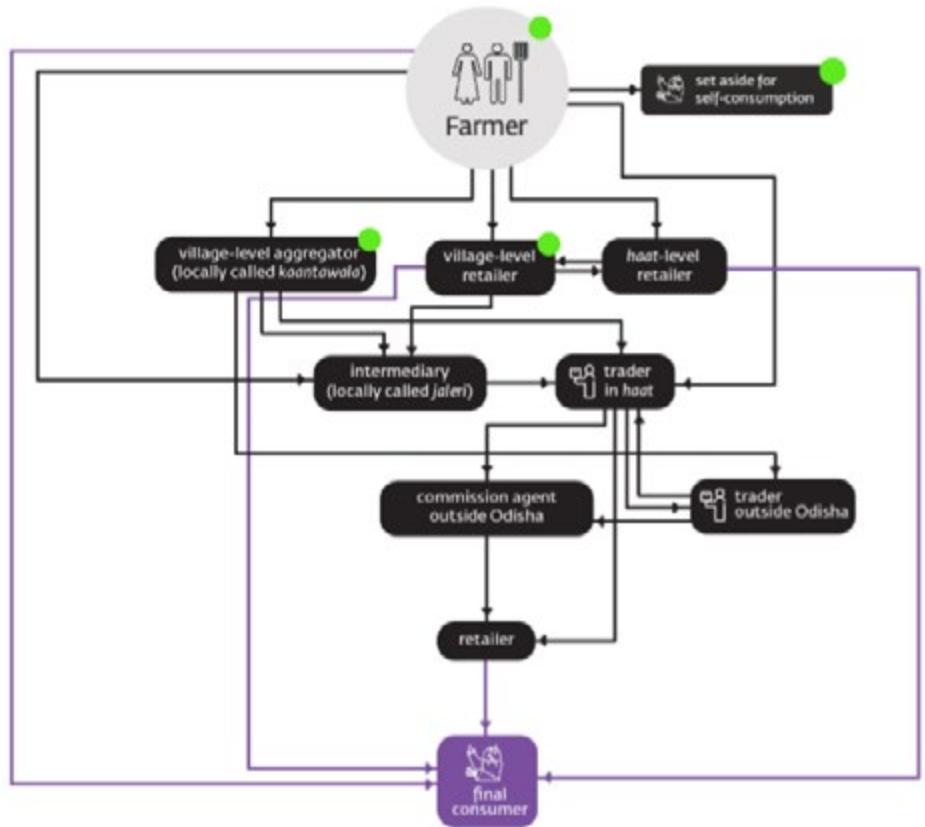 Farmer
set aside for
self-consumption
village-level aggregator
(locally called kaantawala)
village-level
retailer
haat-level
retailer
intermediary
(locally called jaleri)
trader
in haat
commission agent
outside Odisha
trader
outside Odisha
retailer
final
consumer